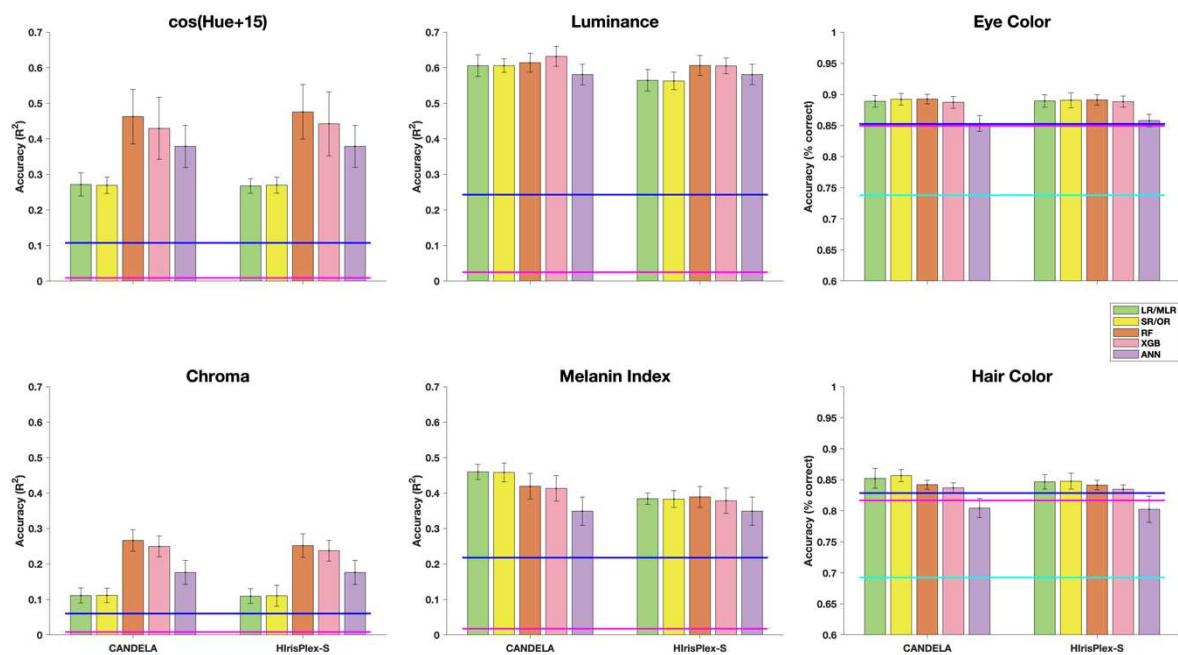 cos(Hue+15)
Luminance
Eye Color
0.7
0.6
0.5
0.4
0.3
0.2
0.1
0
Accuracy (R²)
0.7
0.6
0.5
0.4
0.3
0.2
0.1
0
Accuracy (R²)
1
0.95
0.9
0.85
0.8
0.75
0.7
0.65
0.6
Accuracy (% correct)
CANDELA
HIrisPlex-S
CANDELA
HIrisPlex-S
CANDELA
HIrisPlex-S
LR/MLR
SR/OR
RF
XGB
ANN
Chroma
Melanin Index
Hair Color
0.7
0.6
0.5
0.4
0.3
0.2
0.1
0
Accuracy (R²)
0.7
0.6
0.5
0.4
0.3
0.2
0.1
0
Accuracy (R²)
1
0.95
0.9
0.85
0.8
0.75
0.7
0.65
0.6
Accuracy (% correct)
CANDELA
HIrisPlex-S
CANDELA
HIrisPlex-S
CANDELA
HIrisPlex-S